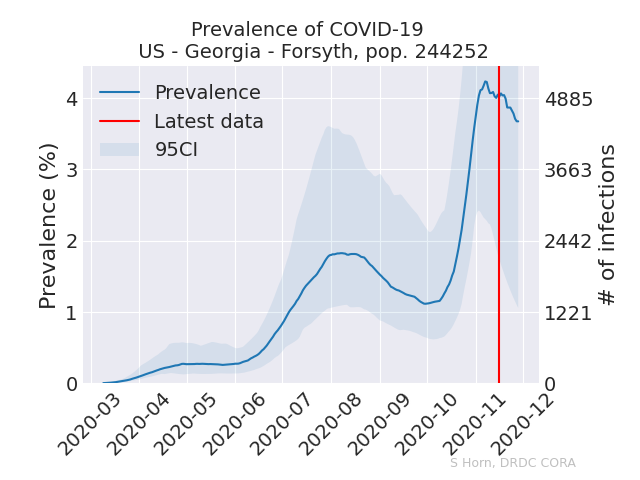 Prevalence of COVID-19
US - Georgia - Forsyth, pop. 244252
Prevalence
Latest data
95CI
Prevalence (%)
4
3
2
1
0
4885
3663
2442
1221
0
# of infections
2020-03
2020-04
2020-05
2020-06
2020-07
2020-08
2020-09
2020-10
2020-11
2020-12
S Horn, DRDC CORA